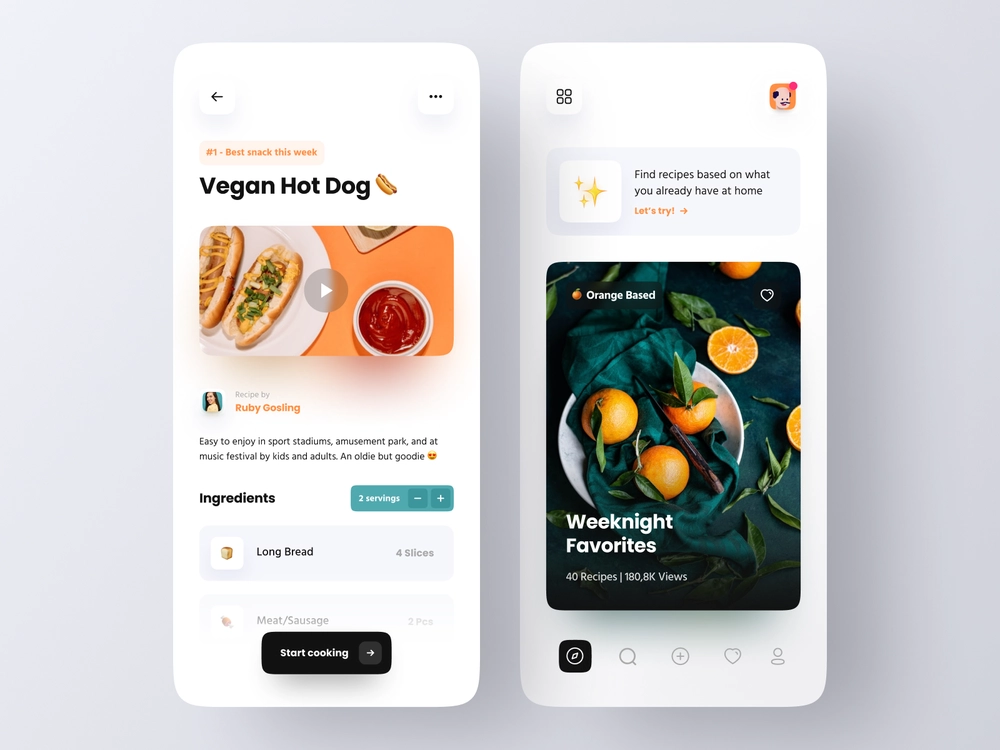 #1 - Best snack this week
Vegan Hot Dog
Recipe by
Ruby Gosling
Easy to enjoy in sport stadiums, amusement park, and at
music festival by kids and adults. An oldie but goodie 😍
Ingredients
2 servings − +
Long Bread
4 Slices
Meat/Sausage
2 Pcs
Start cooking
Find recipes based on what
you already have at home
Let's try!
Orange Based
Weeknight
Favorites
40 Recipes | 180,8K Views